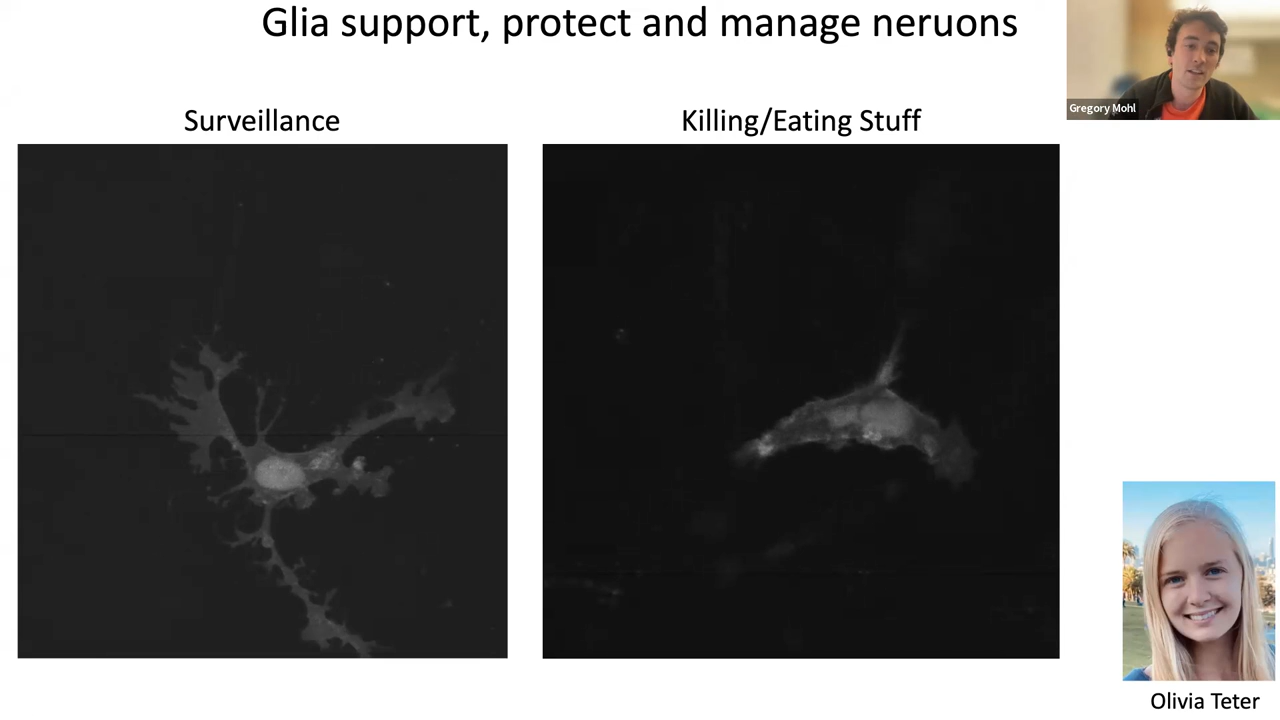 Glia support, protect and manage neruons
Gregory Mohl
Surveillance
Killing/Eating Stuff
Olivia Teter